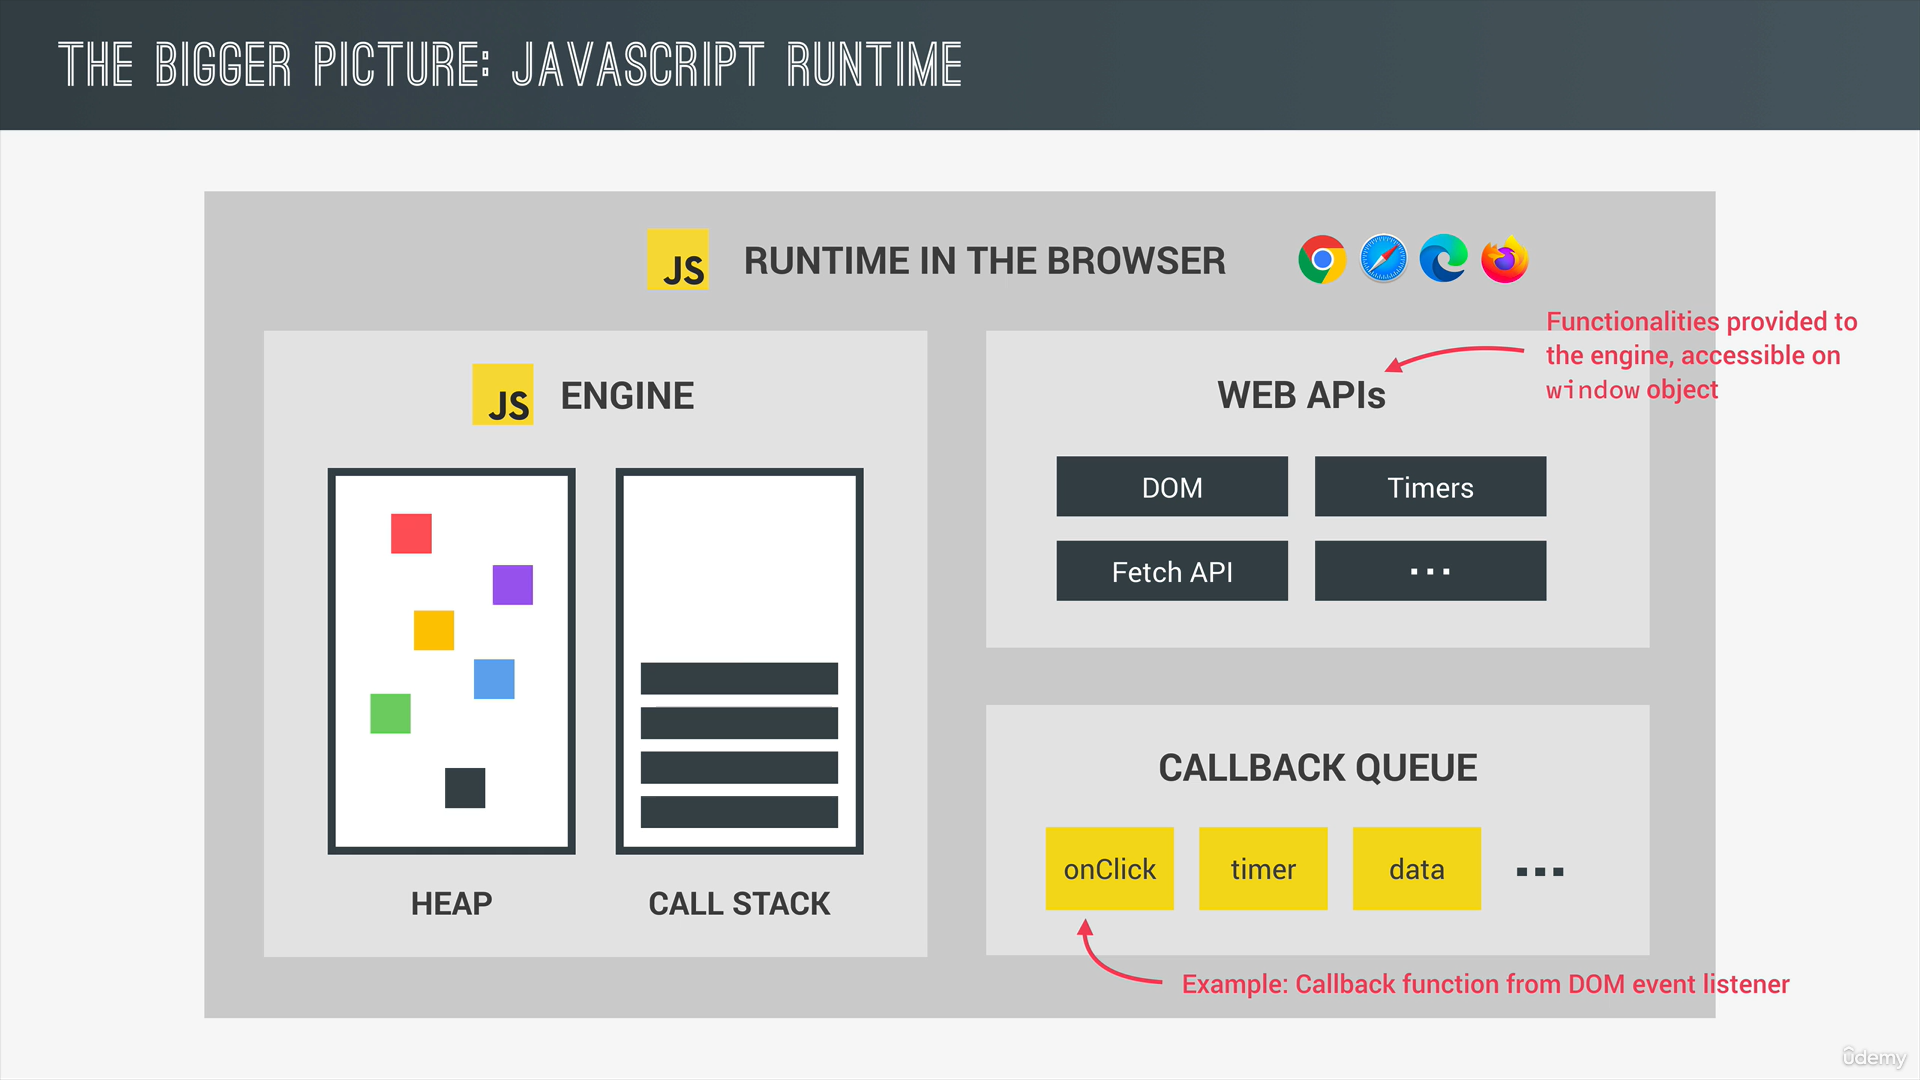 THE BIGGER PICTURE: JAVASCRIPT RUNTIME
JS RUNTIME IN THE BROWSER
Functionalities provided to
the engine, accessible on
window object
JS ENGINE
WEB APIs
DOM
Timers
Fetch API
...
HEAP
CALL STACK
CALLBACK QUEUE
onClick
timer
data
...
Example: Callback function from DOM event listener
ûdemy